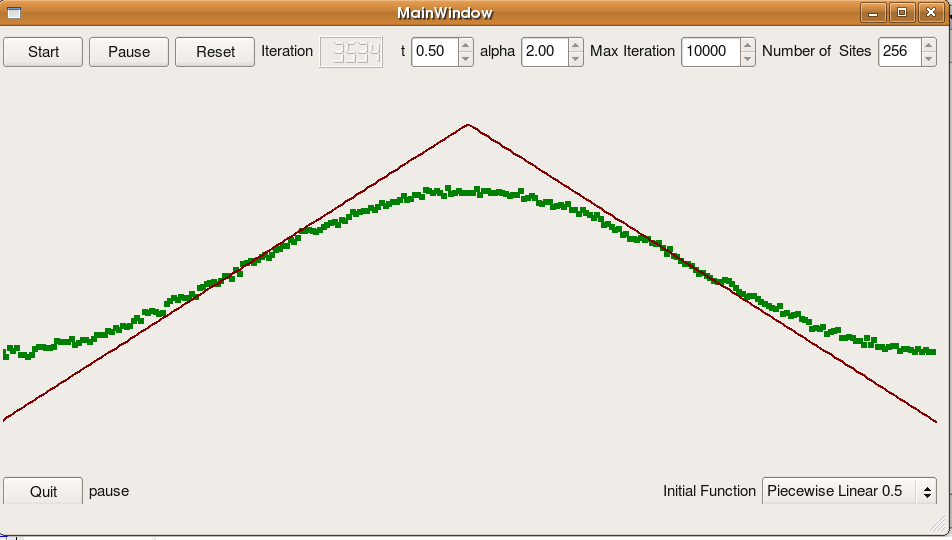 MainWindow
Start Pause Reset Iteration 3534 t 0.50 alpha 2.00 Max Iteration 10000 Number of Sites 256
Quit pause Initial Function Piecewise Linear 0.5